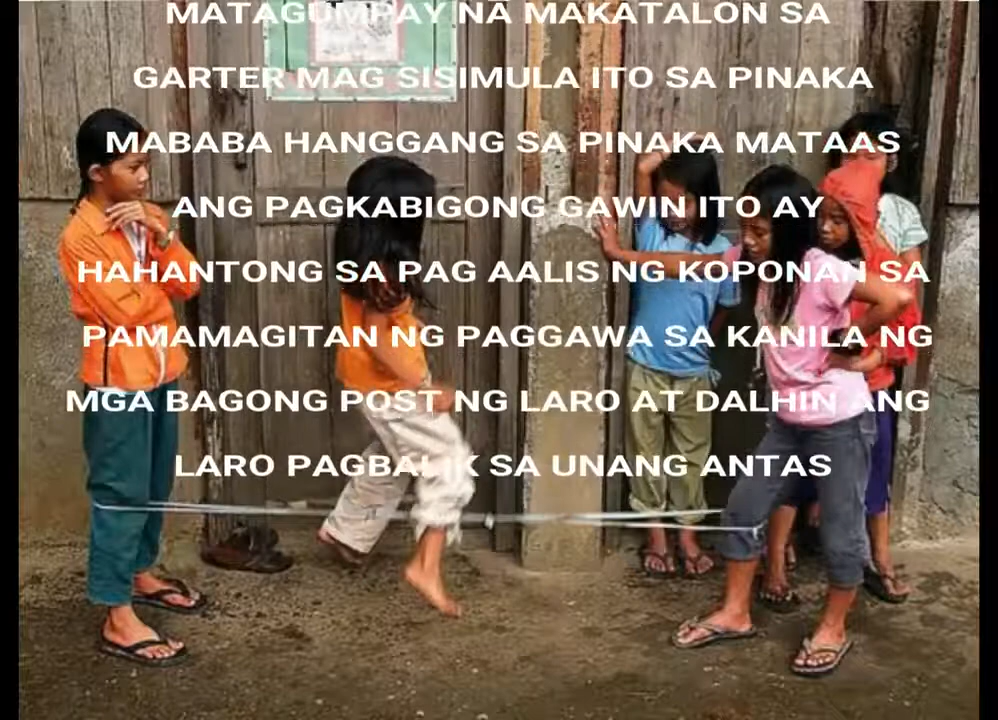 MATAGUMPAY NA MAKATALON SA
GARTER MAG SISIMULA ITO SA PINAKA
MABABA HANGGANG SA PINAKA MATAAS
ANG PAGKABIGONG GAWIN ITO AY
HAHANTONG SA PAG AALIS NG KOPONAN SA
PAMAMAGITAN NG PAGGAWA SA KANILA NG
MGA BAGONG POST NG LARO AT DALHIN ANG
LARO PAGBALIK SA UNANG ANTAS